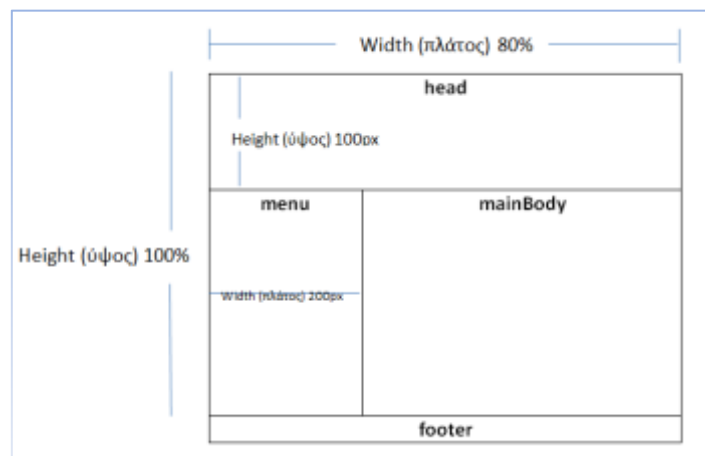 Width (πλάτος) 80%
head
Height (ύψος) 100px
menu
mainBody
Height (ύψος) 100%
Width (πλάτος) 200px
footer